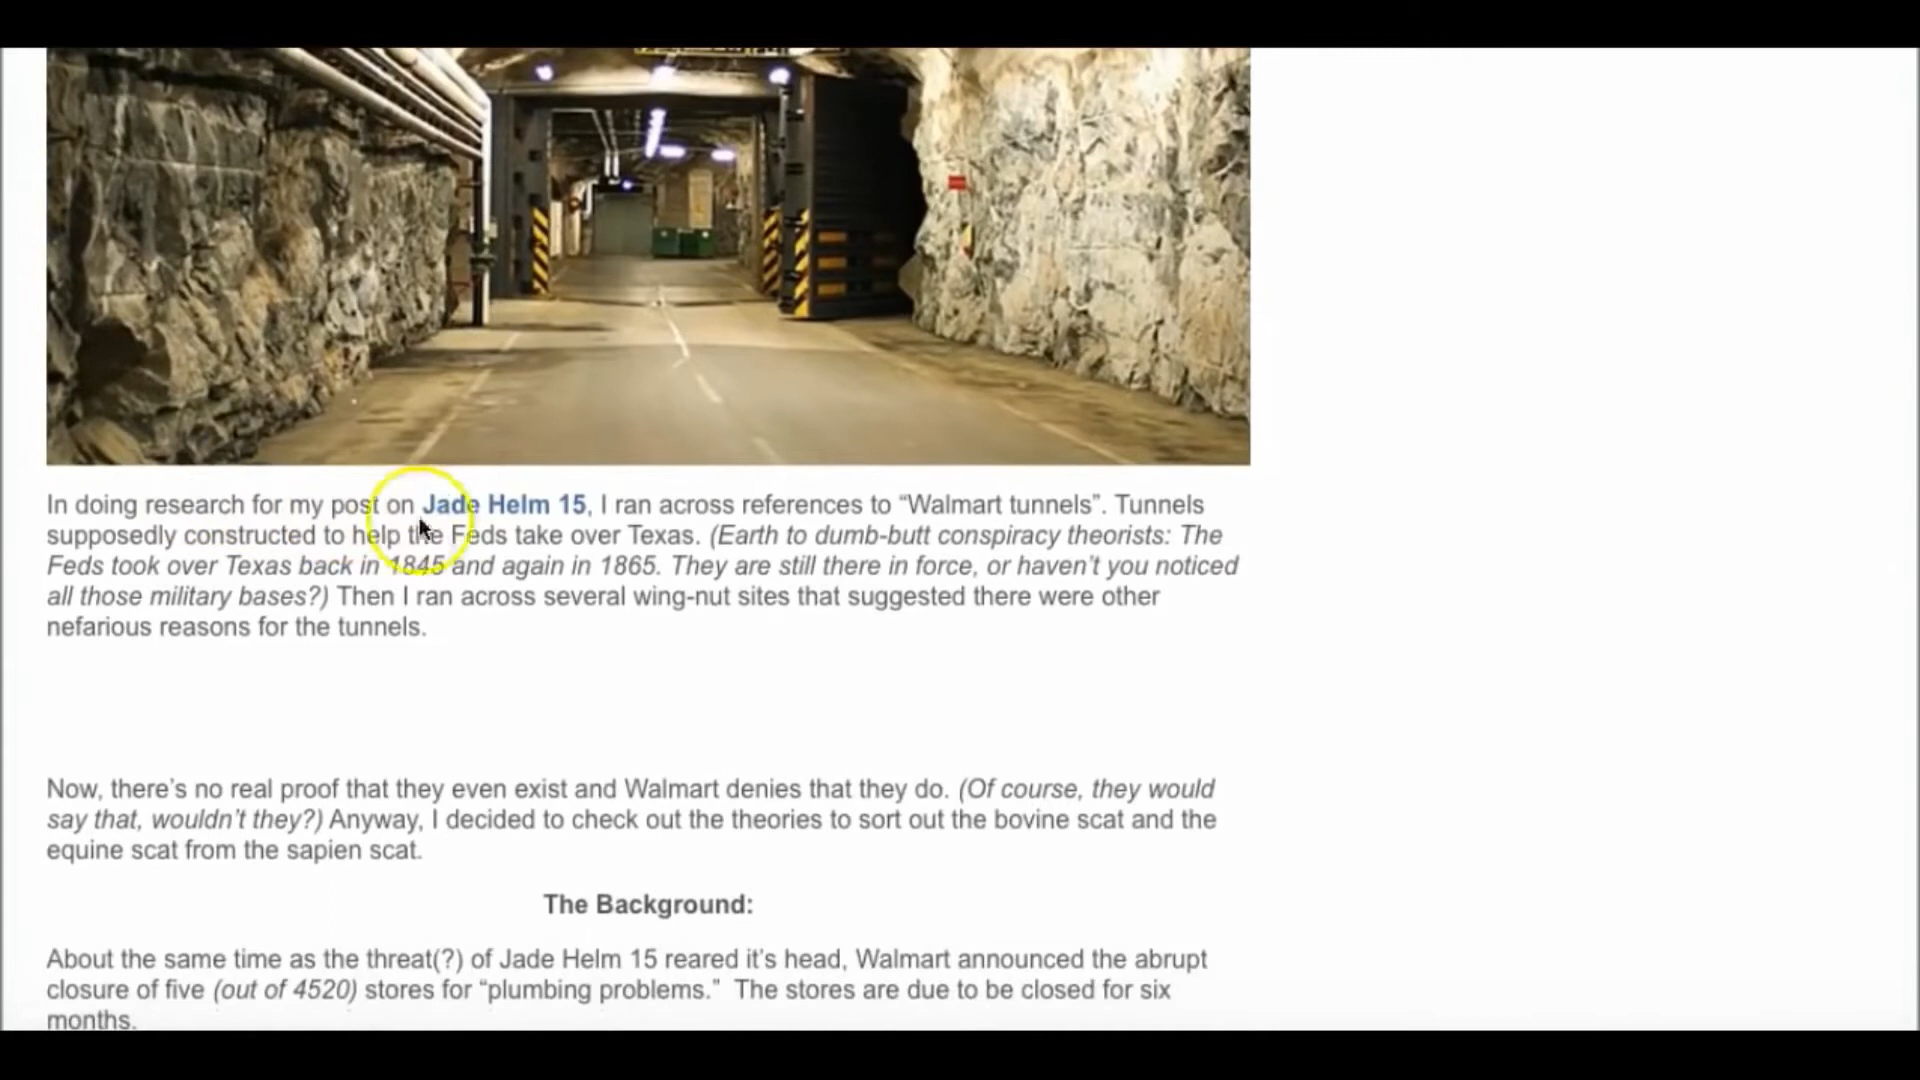 In doing research for my post on Jade Helm 15, I ran across references to “Walmart tunnels”. Tunnels
supposedly constructed to help the Feds take over Texas. (Earth to dumb-butt conspiracy theorists: The
Feds took over Texas back in 1845 and again in 1865. They are still there in force, or haven’t you noticed
all those military bases?) Then I ran across several wing-nut sites that suggested there were other
nefarious reasons for the tunnels.
Now, there’s no real proof that they even exist and Walmart denies that they do. (Of course, they would
say that, wouldn’t they?) Anyway, I decided to check out the theories to sort out the bovine scat and the
equine scat from the sapien scat.
The Background:
About the same time as the threat(?) of Jade Helm 15 reared it’s head, Walmart announced the abrupt
closure of five (out of 4520) stores for “plumbing problems.” The stores are due to be closed for six
months.